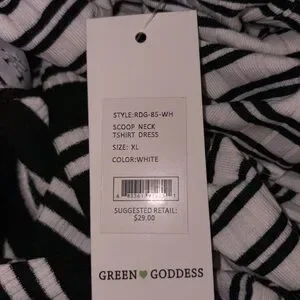 STYLE:RDG-85-WH
SCOOP NECK
TSHIRT DRESS
SIZE: XL
COLOR:WHITE
SUGGESTED RETAIL:
$29.00
GREEN GODDESS